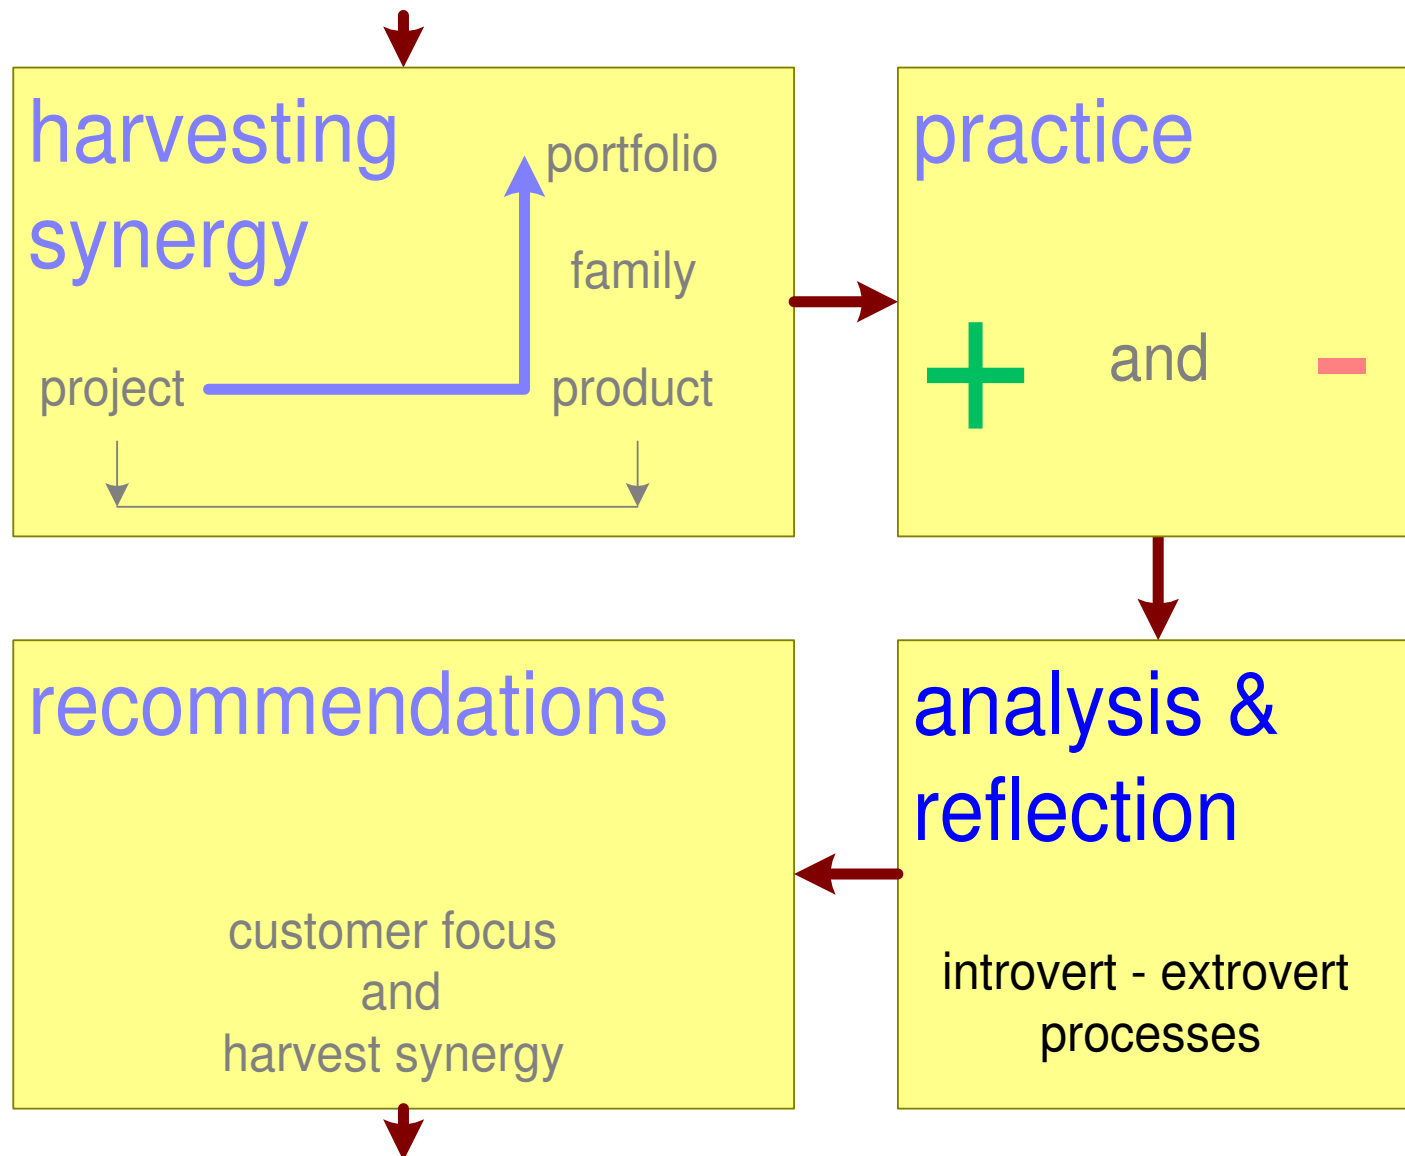 harvesting
synergy
portfolio
family
project
product
practice
+ and -
recommendations
customer focus
and
harvest synergy
analysis &
reflection
introvert - extrovert
processes